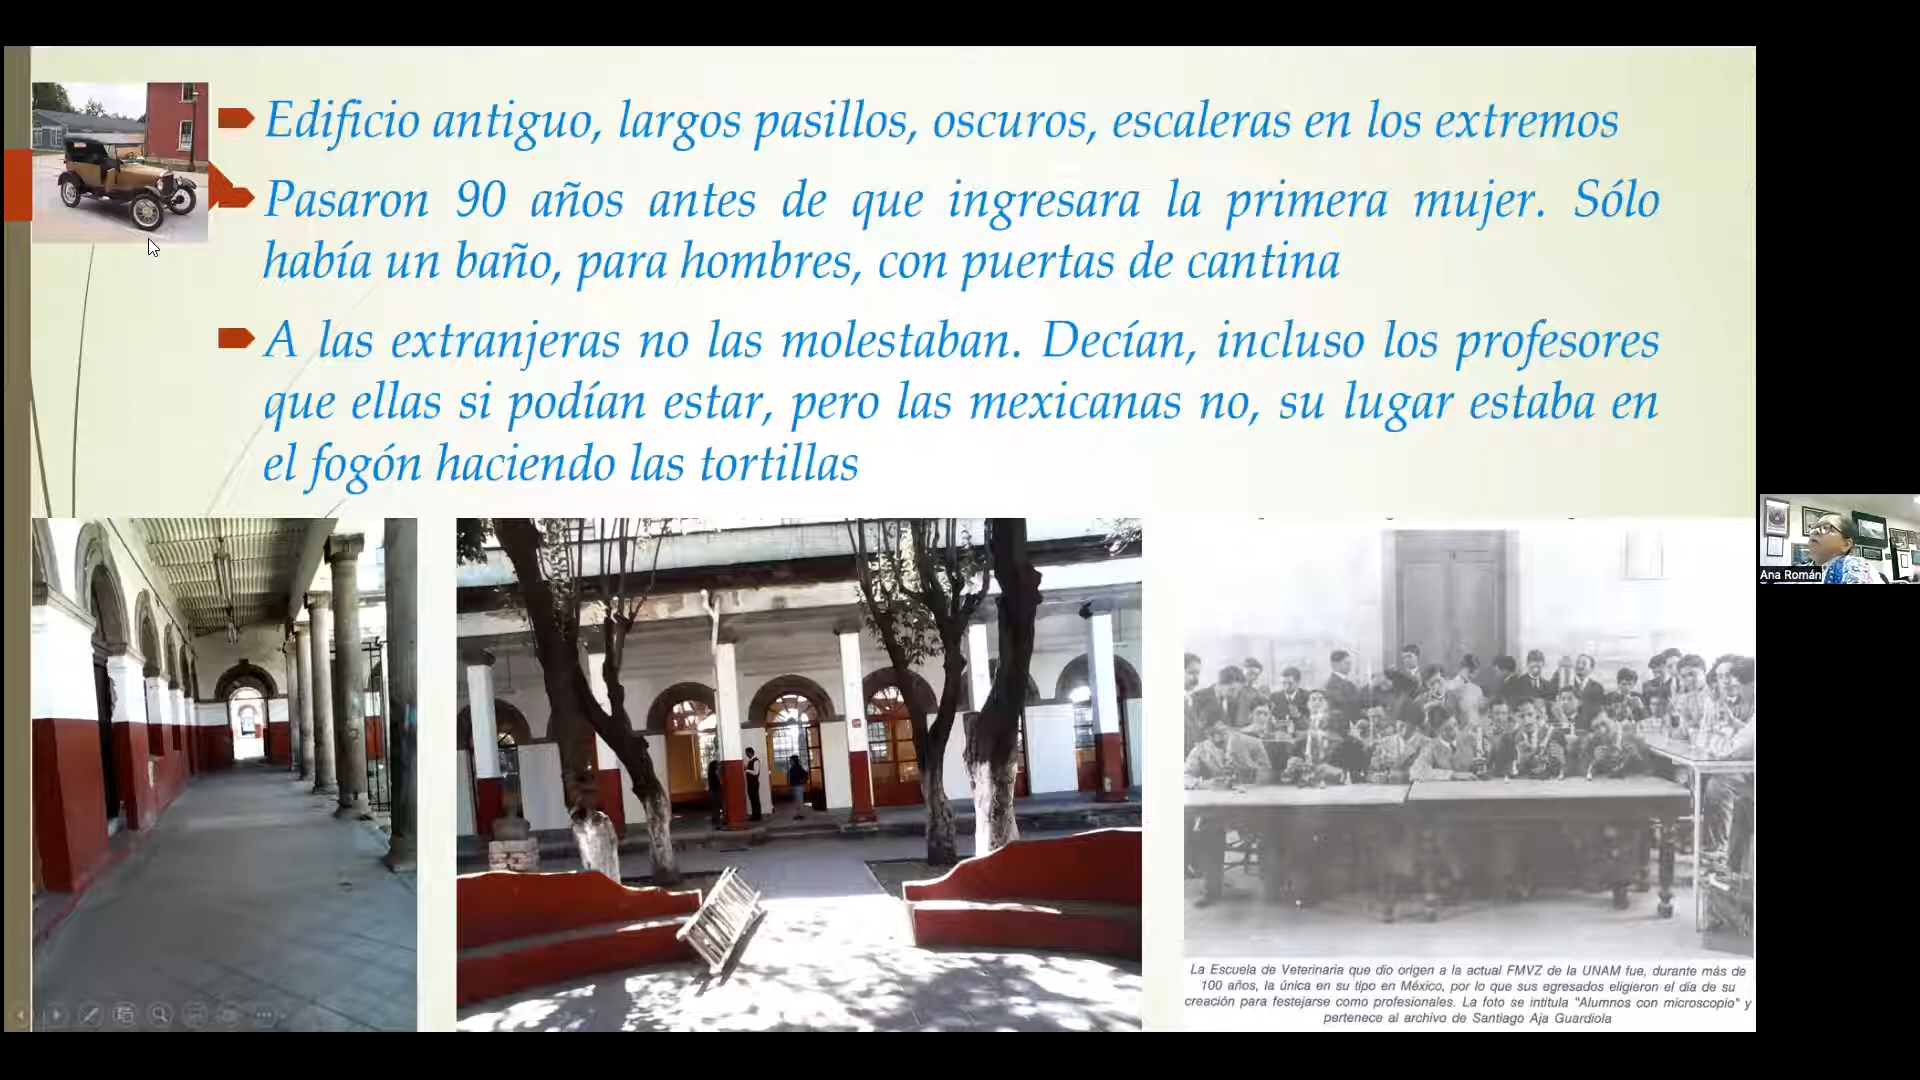 Edificio antiguo, largos pasillos, oscuros, escaleras en los extremos
Pasaron 90 años antes de que ingresara la primera mujer. Sólo
había un baño, para hombres, con puertas de cantina
A las extranjeras no las molestaban. Decían, incluso los profesores
que ellas si podían estar, pero las mexicanas no, su lugar estaba en
el fogón haciendo las tortillas
Ana Román
La Escuela de Veterinaria que dio origen a la actual FMVZ de la UNAM fue, durante más de
100 años, la única en su tipo en México, por lo que sus egresados eligieron el día de su
creación para festejarse como profesionales. La foto se intitula "Alumnos con microscopio" y
pertenece al archivo de Santiago Aja Guardiola